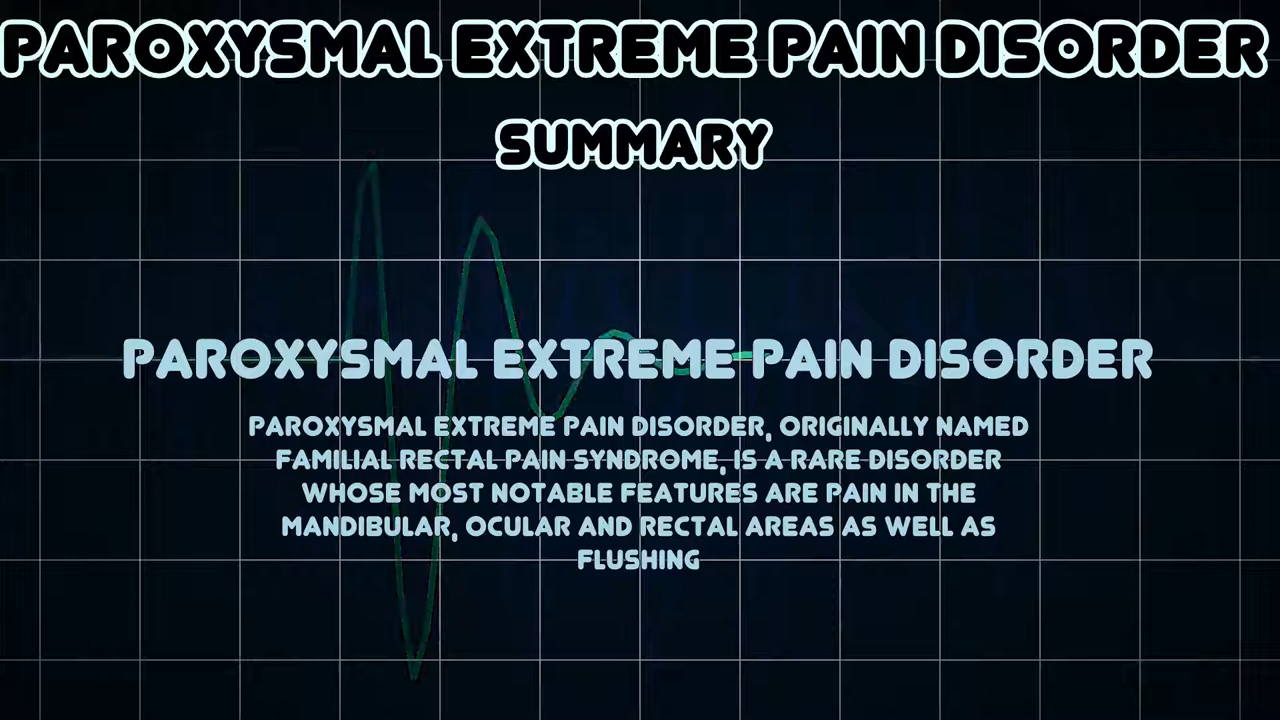 PAROXYSMAL EXTREME PAIN DISORDER
SUMMARY
PAROXYSMAL EXTREME PAIN DISORDER
PAROXYSMAL EXTREME PAIN DISORDER, ORIGINALLY NAMED
FAMILIAL RECTAL PAIN SYNDROME, IS A RARE DISORDER
WHOSE MOST NOTABLE FEATURES ARE PAIN IN THE
MANDIBULAR, OCULAR AND RECTAL AREAS AS WELL AS
FLUSHING